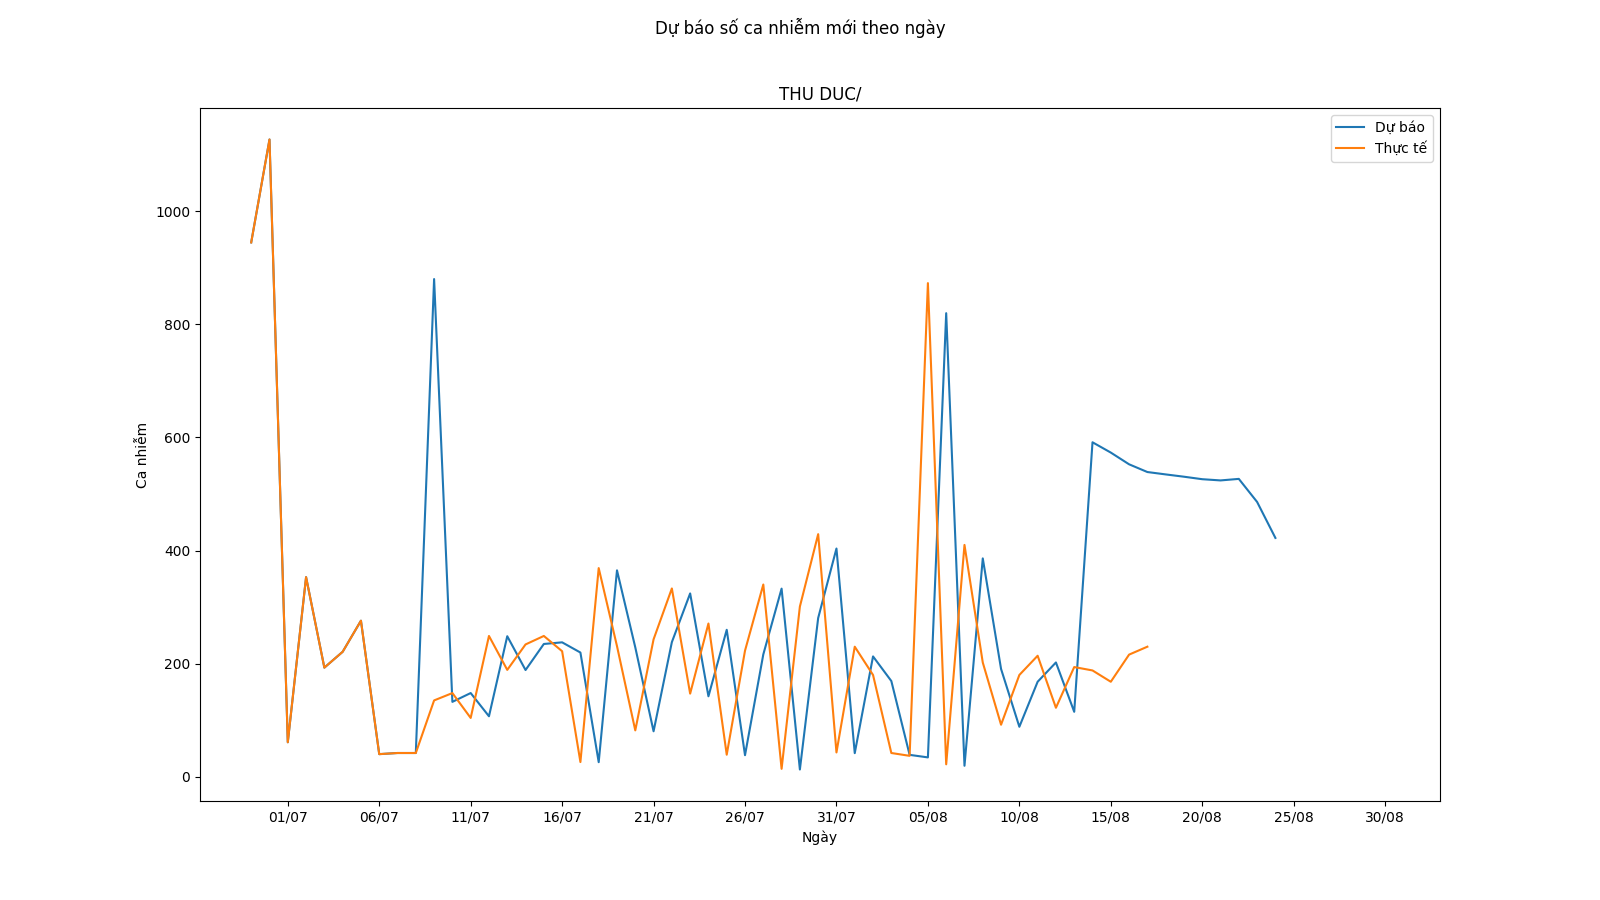 Dự báo số ca nhiễm mới theo ngày
THU DUC/
Dự báo
Thực tế
1000
800
600
400
200
0
Ca nhiễm
01/07 06/07 11/07 16/07 21/07 26/07 31/07 05/08 10/08 15/08 20/08 25/08 30/08
Ngày